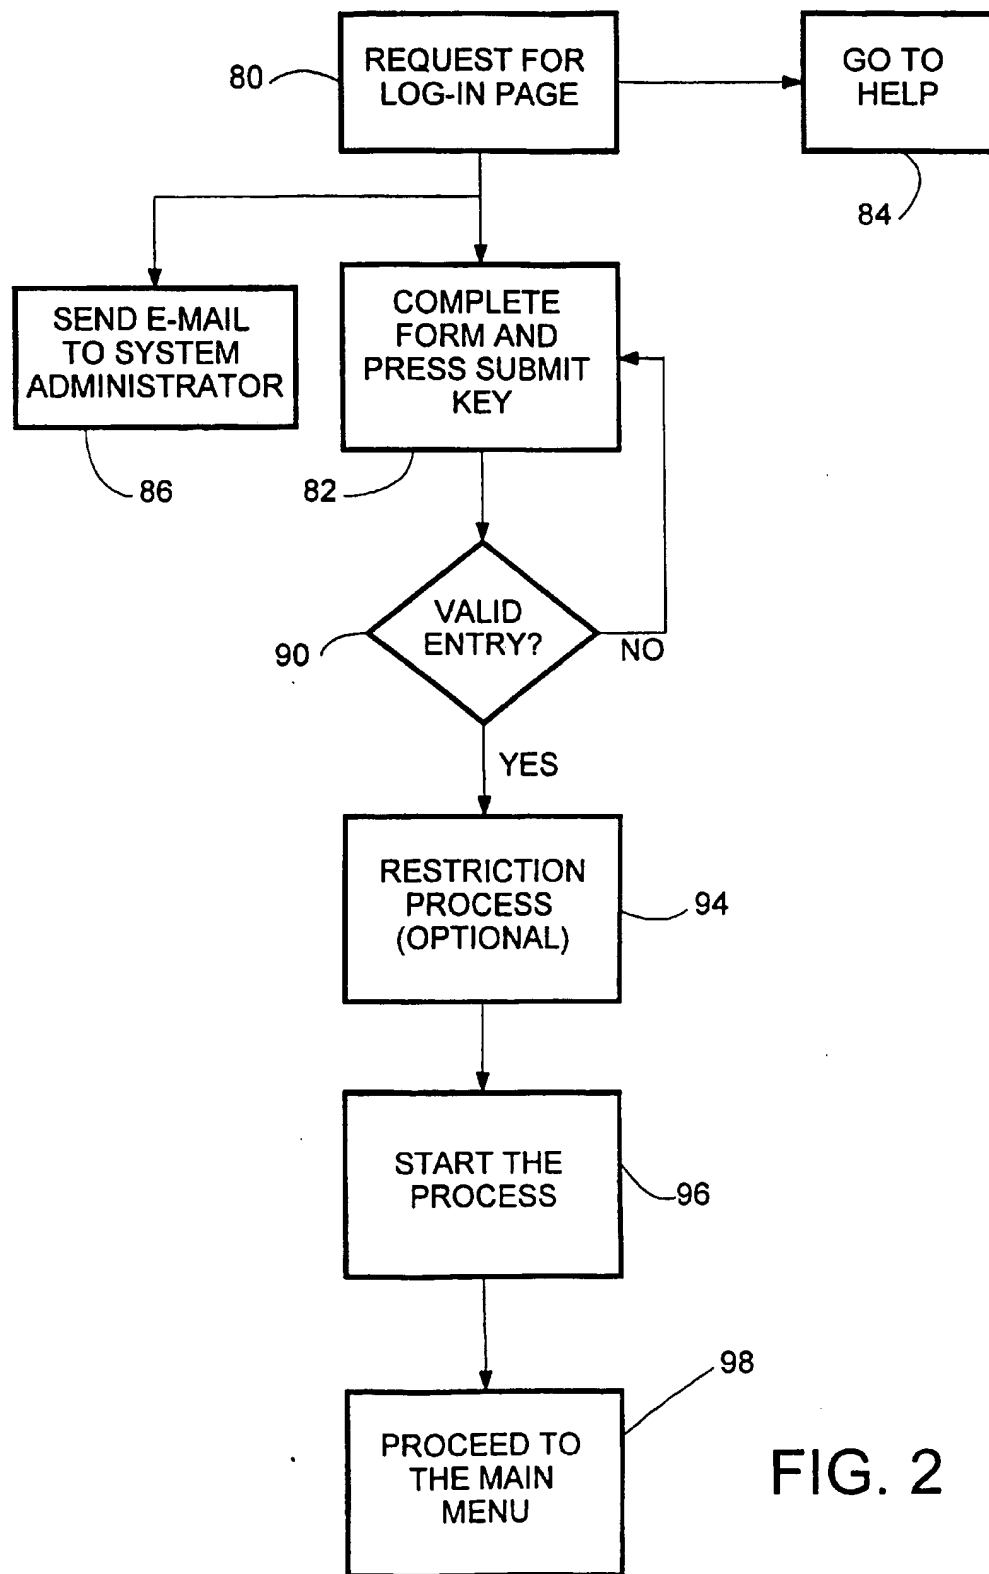 80
REQUEST FOR
LOG-IN PAGE
GO TO
HELP
84
SEND E-MAIL
TO SYSTEM
ADMINISTRATOR
86
COMPLETE
FORM AND
PRESS SUBMIT
KEY
82
VALID
ENTRY?
90
NO
YES
RESTRICTION
PROCESS
(OPTIONAL)
94
START THE
PROCESS
96
98
PROCEED TO
THE MAIN
MENU
FIG. 2